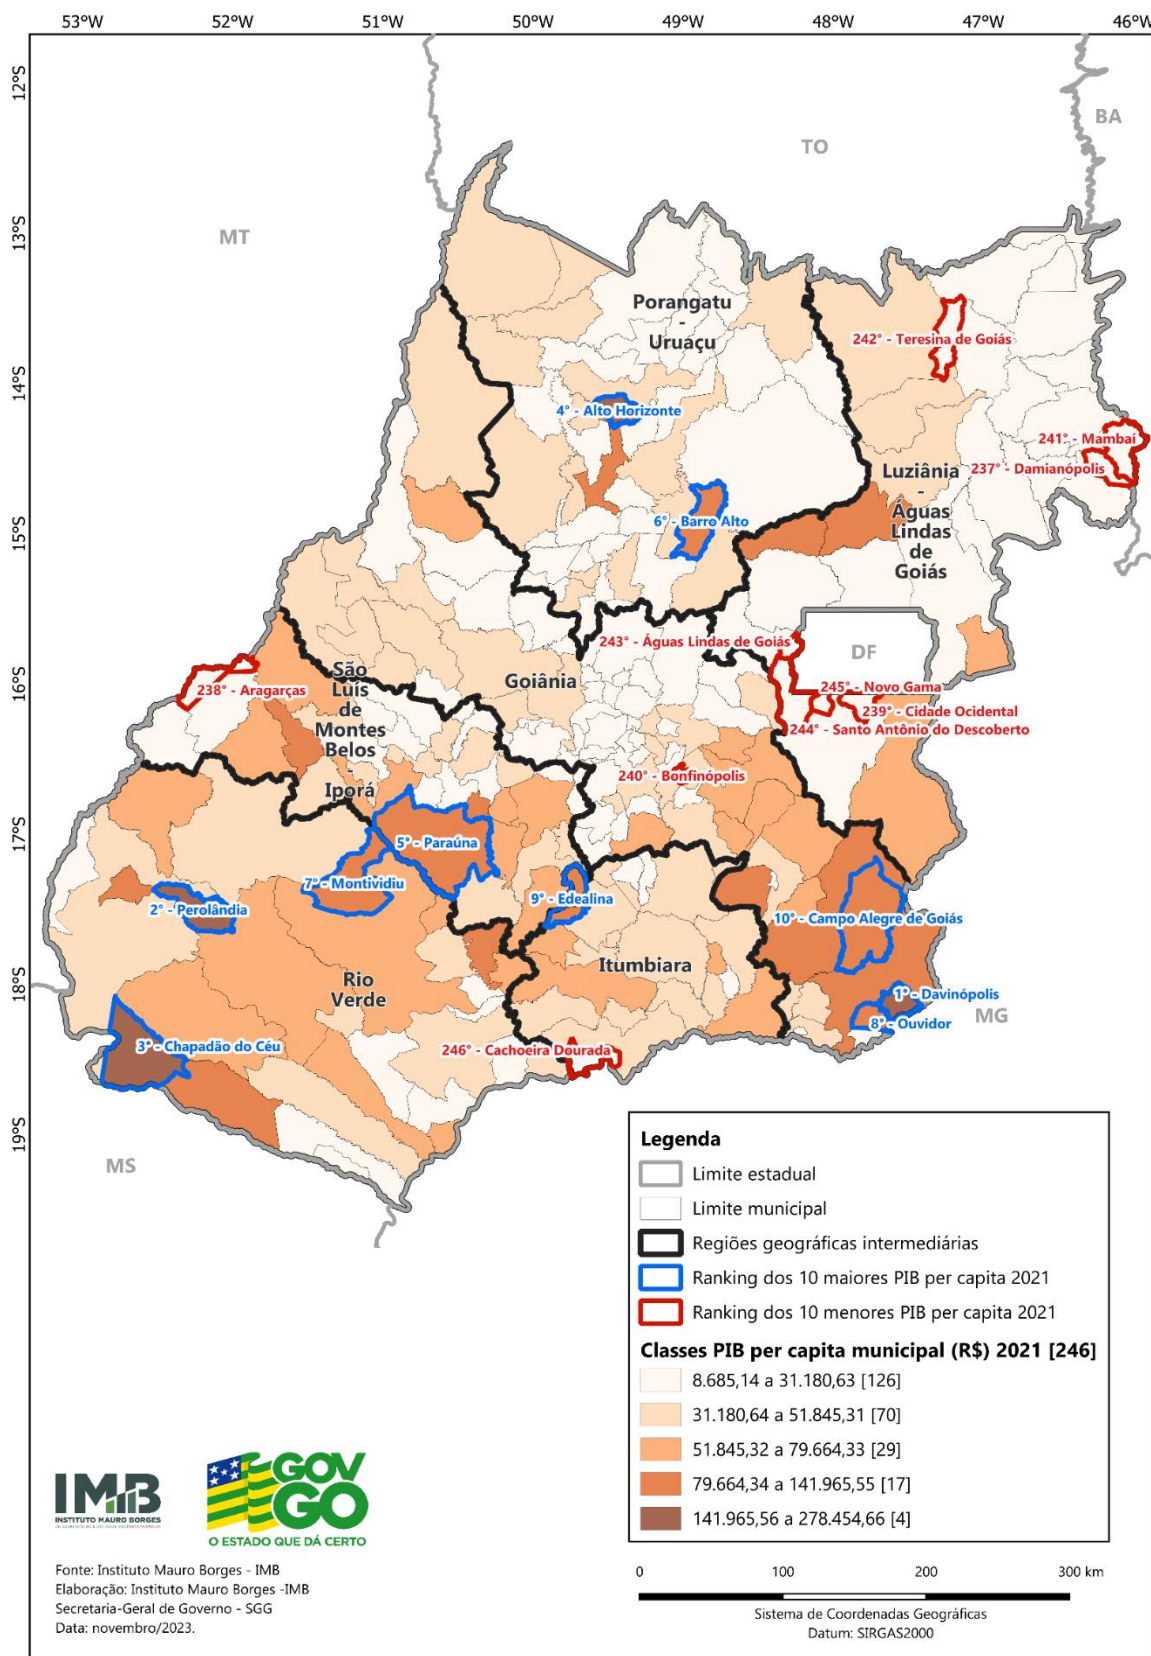 53°W 52°W 51°W 50°W 49°W 48°W 47°W 46°W
12°S
13°S
14°S
15°S
16°S
17°S
18°S
19°S
BA
TO
MT
Porangatu
-
Uruaçu
242° - Teresina de Goiás
4° - Alto Horizonte
241° - Mambaí
237° - Damianópolis
Luziânia
-
Águas
Lindas
de
Goiás
6° - Barro Alto
243° - Águas Lindas de Goiás
DF
São
Luís
de
Montes
Belos
-
Iporá
Goiânia
238° - Aragarças
245° - Novo Gama
239° - Cidade Ocidental
244° - Santo Antônio do Descoberto
240° - Bonfinópolis
5° - Paraúna
7° - Montividiu
9° - Edealina
2° - Perolândia
10° - Campo Alegre de Goiás
Itumbiara
Rio
Verde
1° - Davinópolis
8° - Ouvidor
MG
3° - Chapadão do Céu
246° - Cachoeira Dourada
MS
Legenda
Limite estadual
Limite municipal
Regiões geográficas intermediárias
Ranking dos 10 maiores PIB per capita 2021
Ranking dos 10 menores PIB per capita 2021
Classes PIB per capita municipal (R$) 2021 [246]
8.685,14 a 31.180,63 [126]
31.180,64 a 51.845,31 [70]
51.845,32 a 79.664,33 [29]
79.664,34 a 141.965,55 [17]
141.965,56 a 278.454,66 [4]
IMB
INSTITUTO MAURO BORGES
GOV
GO
O ESTADO QUE DÁ CERTO
Fonte: Instituto Mauro Borges - IMB
Elaboração: Instituto Mauro Borges -IMB
Secretaria-Geral de Governo - SGG
Data: novembro/2023.
0 100 200 300 km
Sistema de Coordenadas Geográficas
Datum: SIRGAS2000